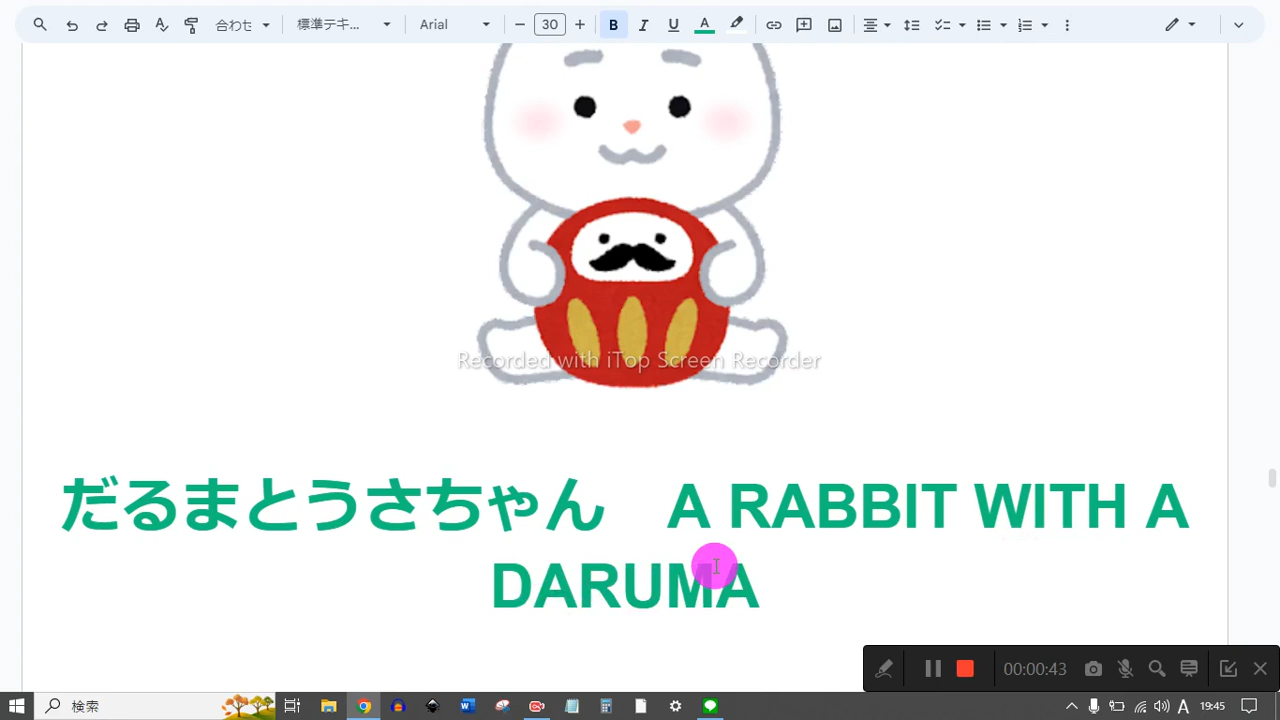 合わせ
標準テキ...
Arial
30
B
I
U
A
Recorded with iTop Screen Recorder
だるまとうさちゃん　A RABBIT WITH A
DARUMA
00:00:43
検索
A
19:45